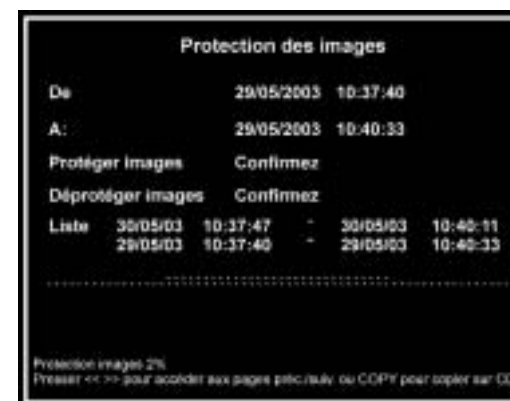 Protection des images
De 29/05/2003 10:37:40
A: 29/05/2003 10:40:33
Protéger images Confirmez
Déprotéger images Confirmez
Liste 30/05/03 10:37:47 - 30/05/03 10:40:11
29/05/03 10:37:40 - 29/05/03 10:40:33
Protection images 2%
Presser << >> pour accéder aux pages préc./suiv. ou COPY pour copier sur